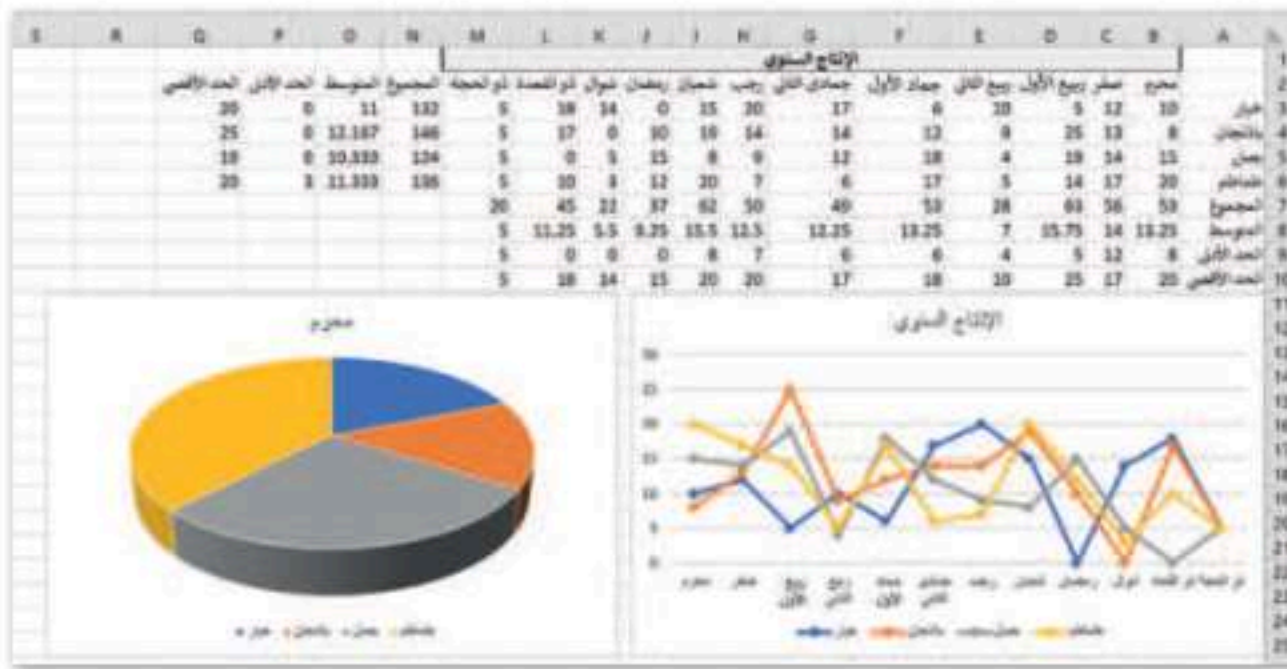 A B C D E F G H I J K L M N O P Q R S
1 الإنتاج السنوي
محرم صفر ربيع الأول ربيع الثاني جماد الأول جمادى الثاني رجب شعبان رمضان شوال ذو القعدة ذو الحجة المجموع المتوسط الحد الأدنى الحد الأقصى
خيار 10 12 5 10 6 17 20 15 0 14 18 5 132 11 0 20
باذنجان 8 13 25 9 12 14 14 19 10 0 17 5 146 12.167 0 25
بصل 15 14 19 4 18 12 9 8 15 5 0 5 124 10.333 0 19
طماطم 20 17 14 5 17 6 7 20 12 3 10 5 136 11.333 3 20
المجموع 53 56 63 28 53 49 50 62 37 22 45 20
المتوسط 13.25 14 15.75 7 13.25 12.25 12.5 15.5 9.25 5.5 11.25 5
الحد الأدنى 8 12 5 4 6 6 7 8 0 0 0 5
الحد الأقصى 20 17 25 10 18 17 20 20 15 14 18 5
الإنتاج السنوي
30
25
20
15
10
5
0
محرم صفر ربيع الأول ربيع الثاني جماد الأول جمادى الثاني رجب شعبان رمضان شوال ذو القعدة ذو الحجة
خيار باذنجان بصل طماطم
محرم
خيار باذنجان بصل طماطم